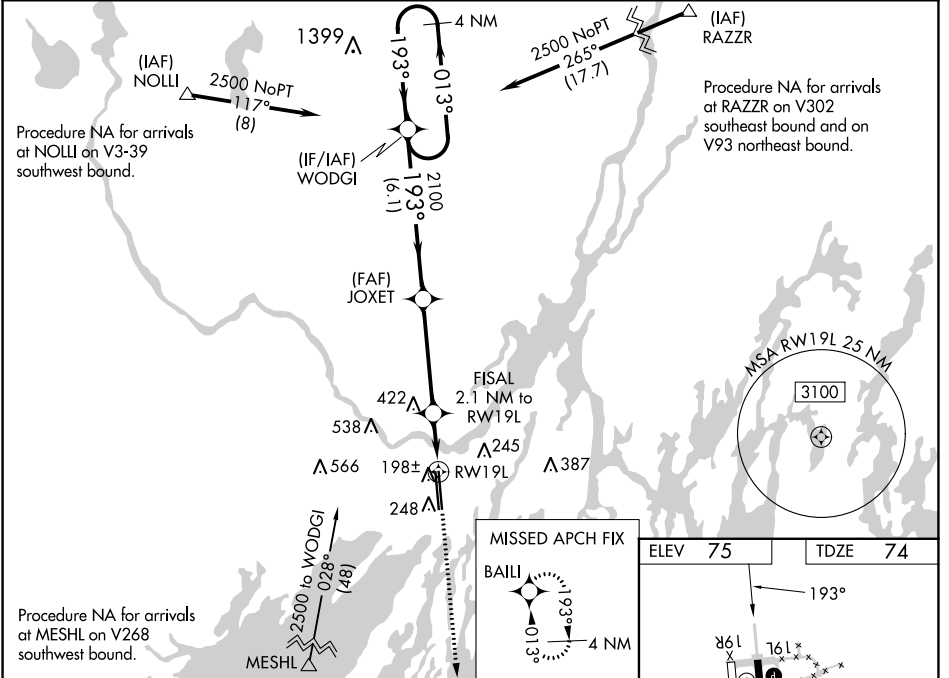 1399
4 NM
(IAF)
RAZZR
2500 NoPT
265°
(17.7)
(IAF)
NOLLI
2500 NoPT
117°
(8)
193°
013°
Procedure NA for arrivals
at RAZZR on V302
southeast bound and on
V93 northeast bound.
Procedure NA for arrivals
at NOLLI on V3-39
southwest bound.
(IF/IAF)
WODGI
2100
193°
(6.1)
(FAF)
JOXET
MSA RW19L 25 NM
3100
FISAL
2.1 NM to
RW19L
422
538
245
566
198±
RW19L
387
248
2500 to WODGI
028°
(48)
MISSED APCH FIX
BAILI
193°
013°
4 NM
ELEV 75
TDZE 74
193°
19R
19L
Procedure NA for arrivals
at MESHL on V268
southwest bound.
MESHL